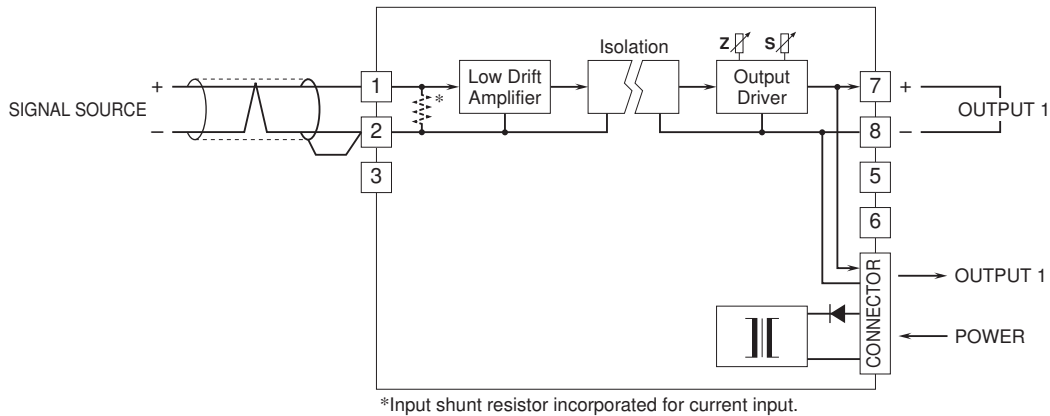 Isolation
Z S
+ 1 Low Drift Amplifier Output Driver 7 +
SIGNAL SOURCE OUTPUT 1
*
– 2 8 –
3 5
6
CONNECTOR
OUTPUT 1
POWER
*Input shunt resistor incorporated for current input.